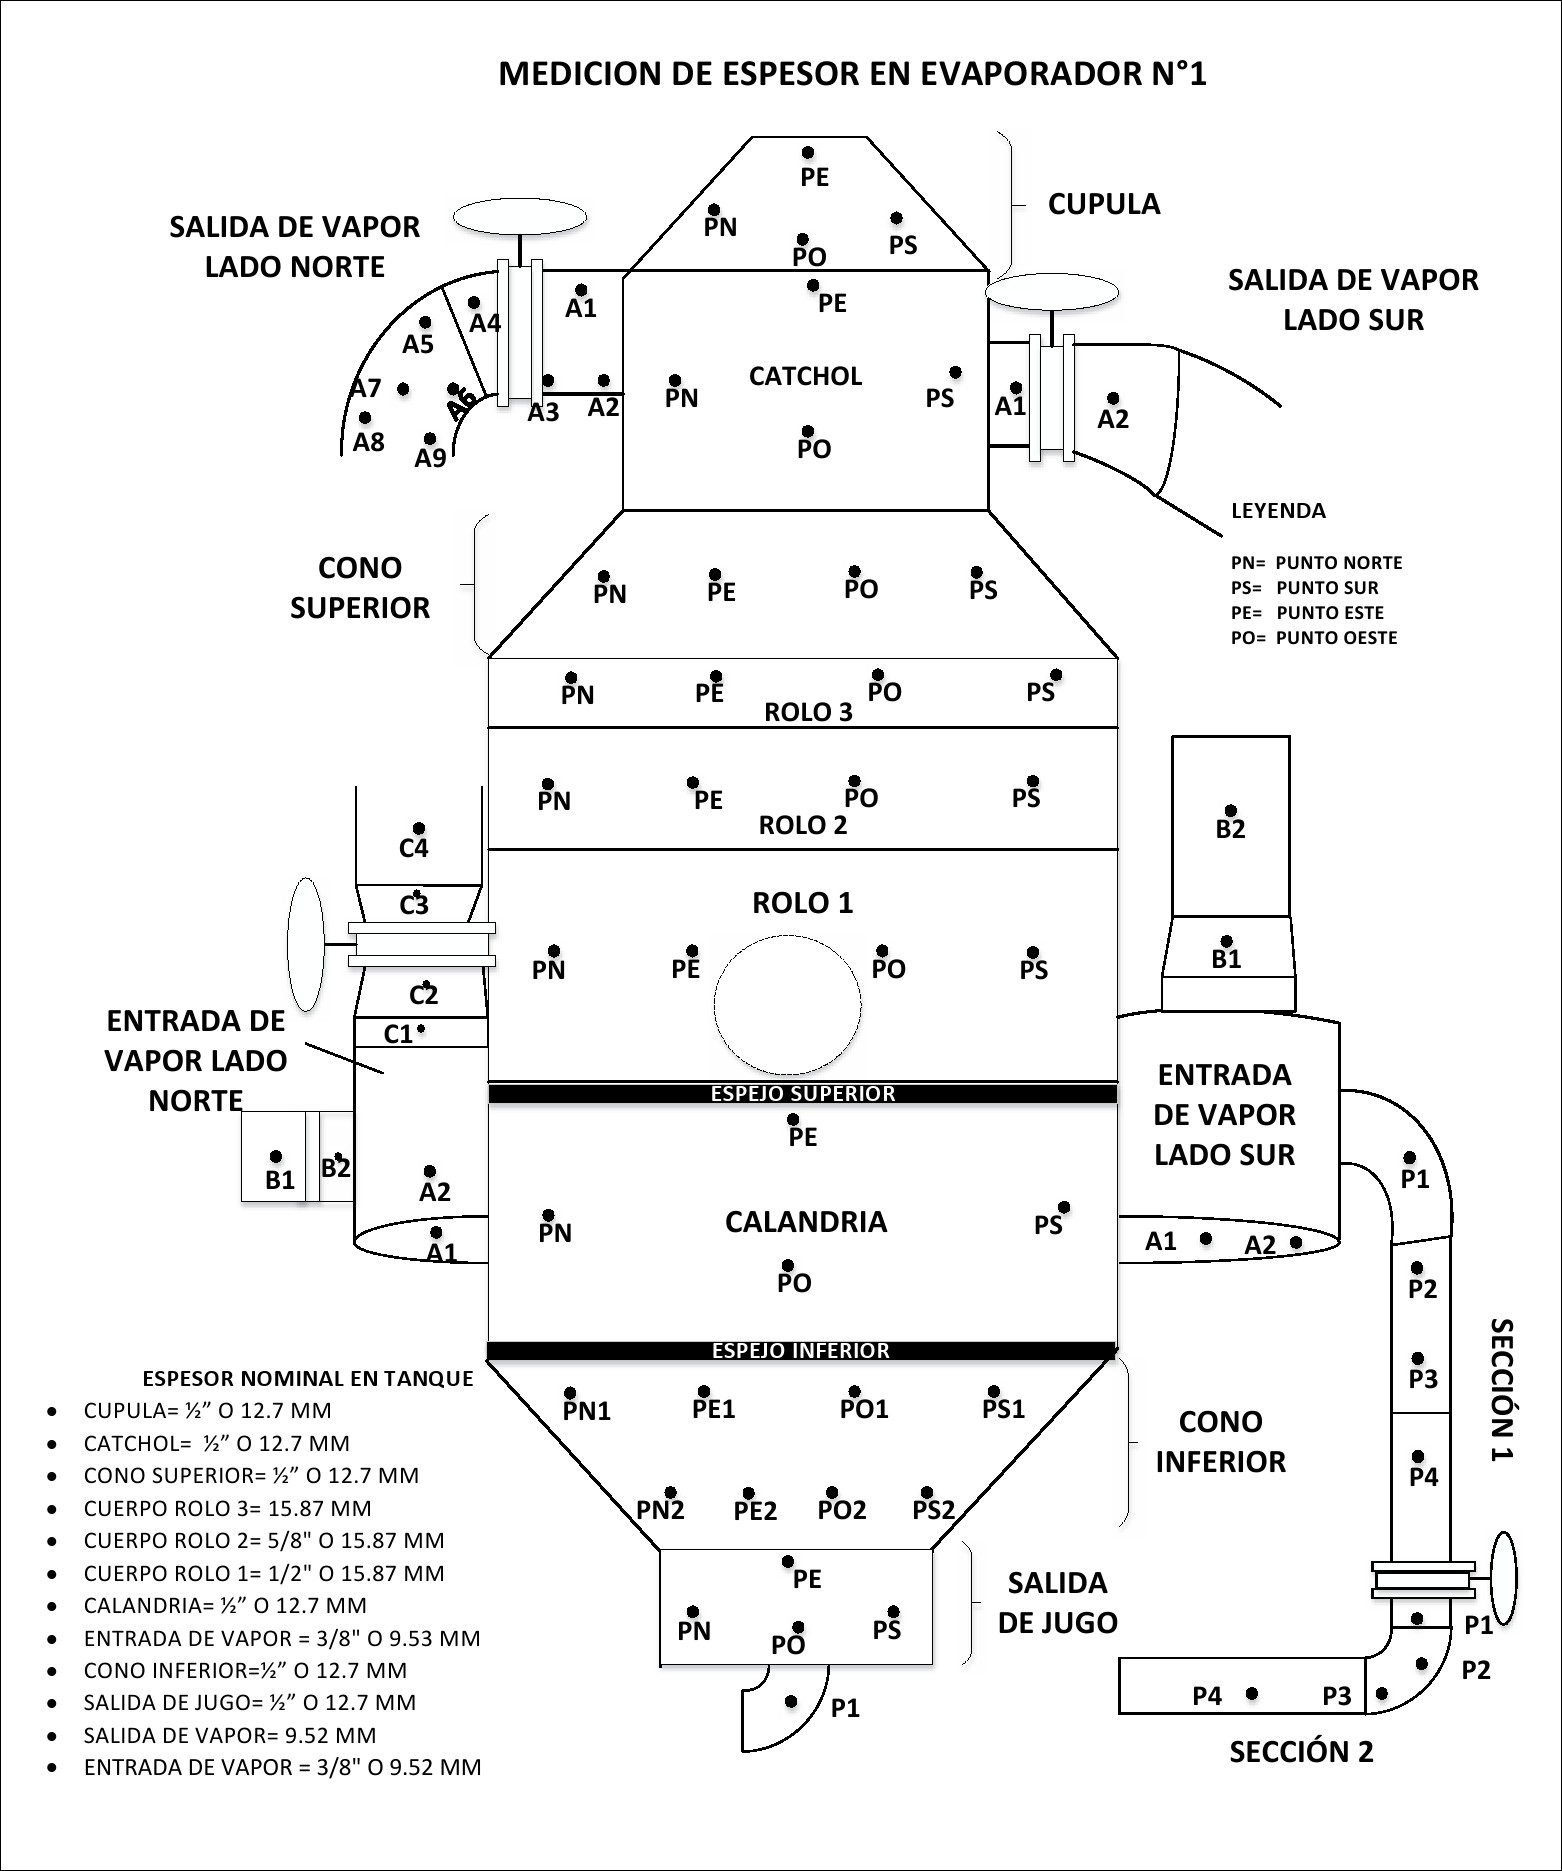 MEDICION DE ESPESOR EN EVAPORADOR N°1
PE
PN
PS
PO
CUPULA
SALIDA DE VAPOR
LADO NORTE
A1
A4
A5
A7
A6
A3
A2
A8
A9
PE
CATCHOL
PN
PS
PO
SALIDA DE VAPOR
LADO SUR
A1
A2
LEYENDA
PN= PUNTO NORTE
PS= PUNTO SUR
PE= PUNTO ESTE
PO= PUNTO OESTE
CONO
SUPERIOR
PN
PE
PO
PS
PN
PE
PO
PS
ROLO 3
PN
PE
PO
PS
ROLO 2
ROLO 1
PN
PE
PO
PS
C4
C3
C2
C1
ENTRADA DE
VAPOR LADO
NORTE
B1
B2
A2
A1
B2
B1
ENTRADA
DE VAPOR
LADO SUR
A1
A2
ESPEJO SUPERIOR
PE
CALANDRIA
PN
PS
PO
ESPEJO INFERIOR
P1
P2
P3
P4
SECCIÓN 1
PN1
PE1
PO1
PS1
PN2
PE2
PO2
PS2
CONO
INFERIOR
PE
PN
PO
PS
SALIDA
DE JUGO
P1
P1
P2
P3
P4
SECCIÓN 2
ESPESOR NOMINAL EN TANQUE
• CUPULA= ½” O 12.7 MM
• CATCHOL= ½” O 12.7 MM
• CONO SUPERIOR= ½” O 12.7 MM
• CUERPO ROLO 3= 15.87 MM
• CUERPO ROLO 2= 5/8" O 15.87 MM
• CUERPO ROLO 1= 1/2" O 15.87 MM
• CALANDRIA= ½” O 12.7 MM
• ENTRADA DE VAPOR = 3/8" O 9.53 MM
• CONO INFERIOR=½” O 12.7 MM
• SALIDA DE JUGO= ½” O 12.7 MM
• SALIDA DE VAPOR= 9.52 MM
• ENTRADA DE VAPOR = 3/8" O 9.52 MM